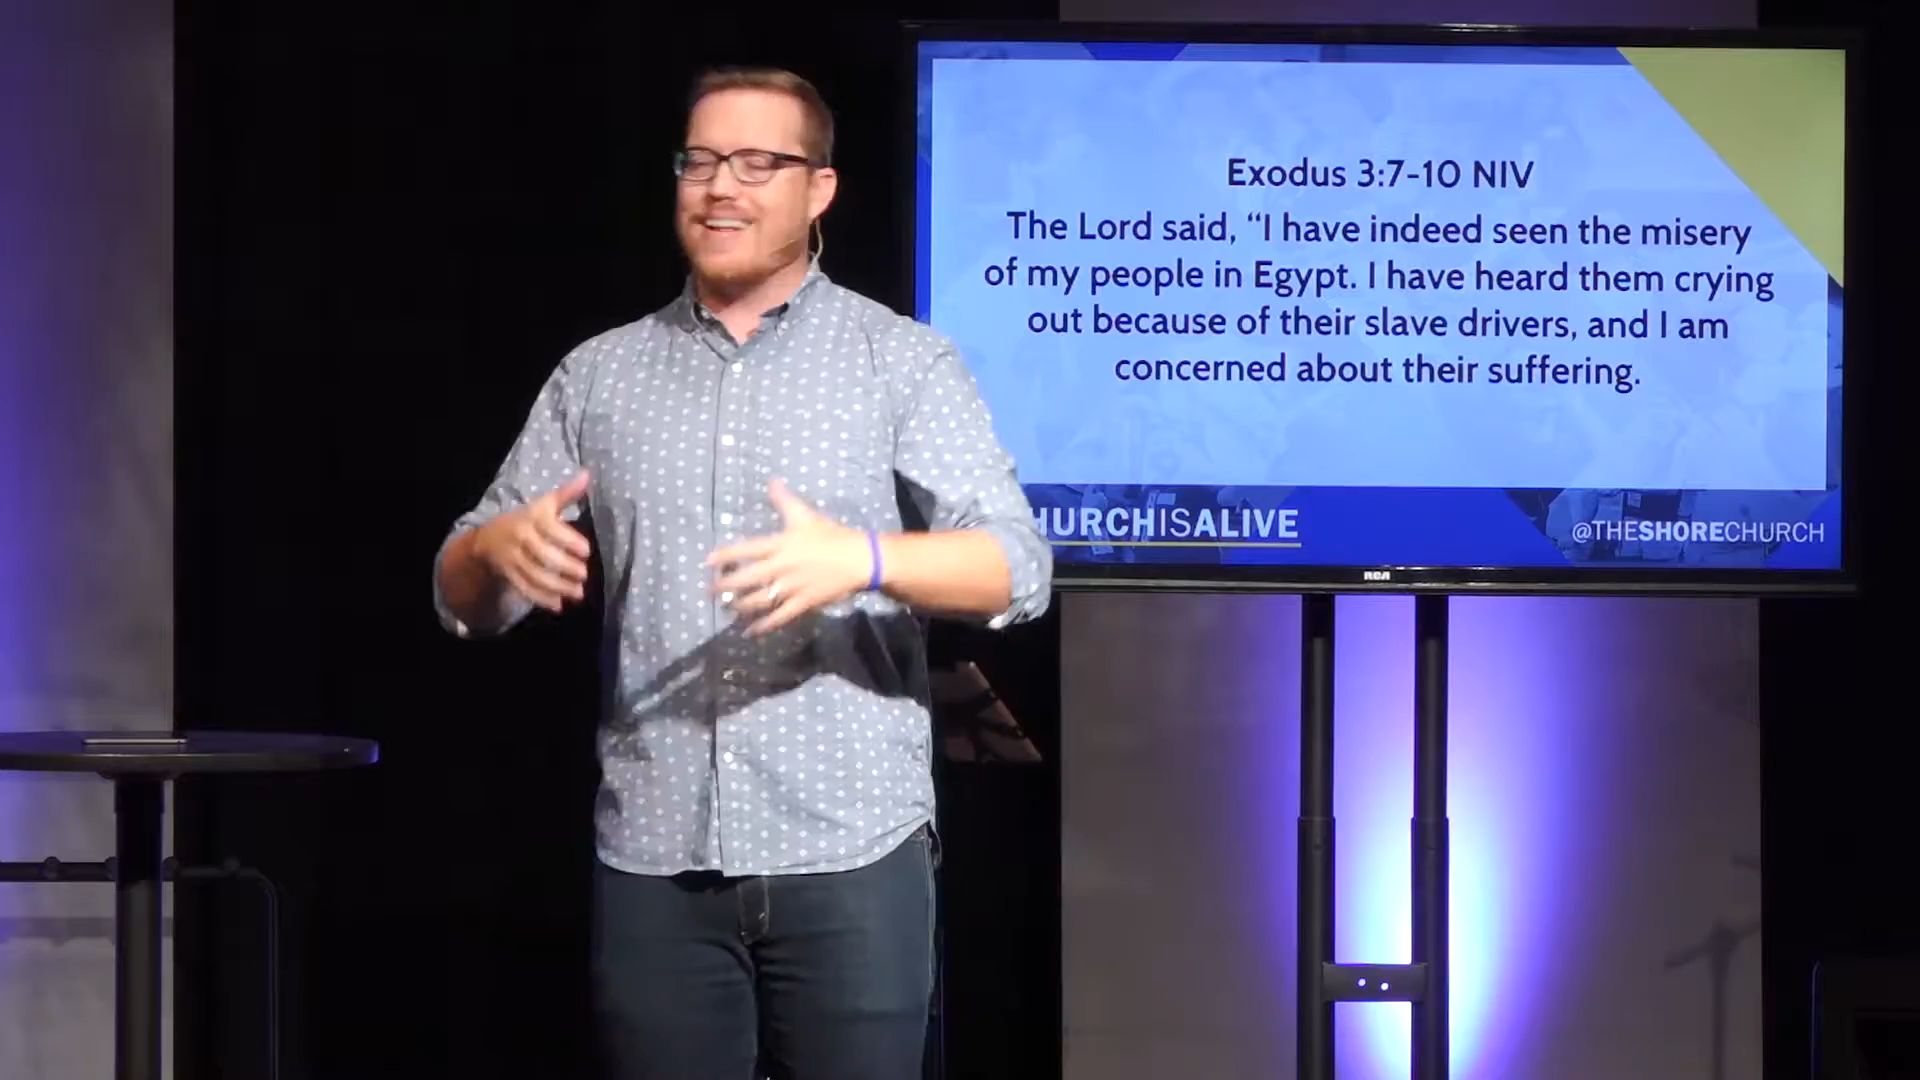 Exodus 3:7-10 NIV
The Lord said, “I have indeed seen the misery
of my people in Egypt. I have heard them crying
out because of their slave drivers, and I am
concerned about their suffering.
HURCHISALIVE
@THESHORECHURCH
RCA